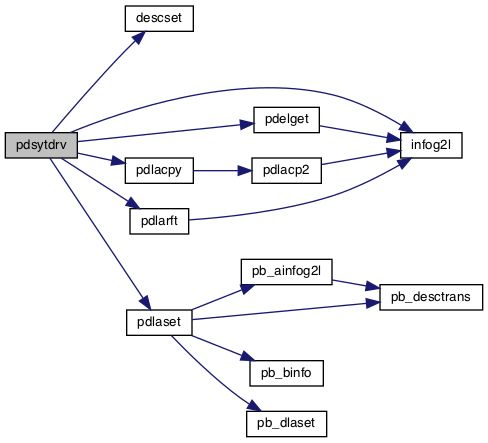 descset
pdelget
pdsytdrv
infog2l
pdlacpy
pdlacp2
pdlarft
pb_ainfog2l
pb_desctrans
pdlaset
pb_binfo
pb_dlaset